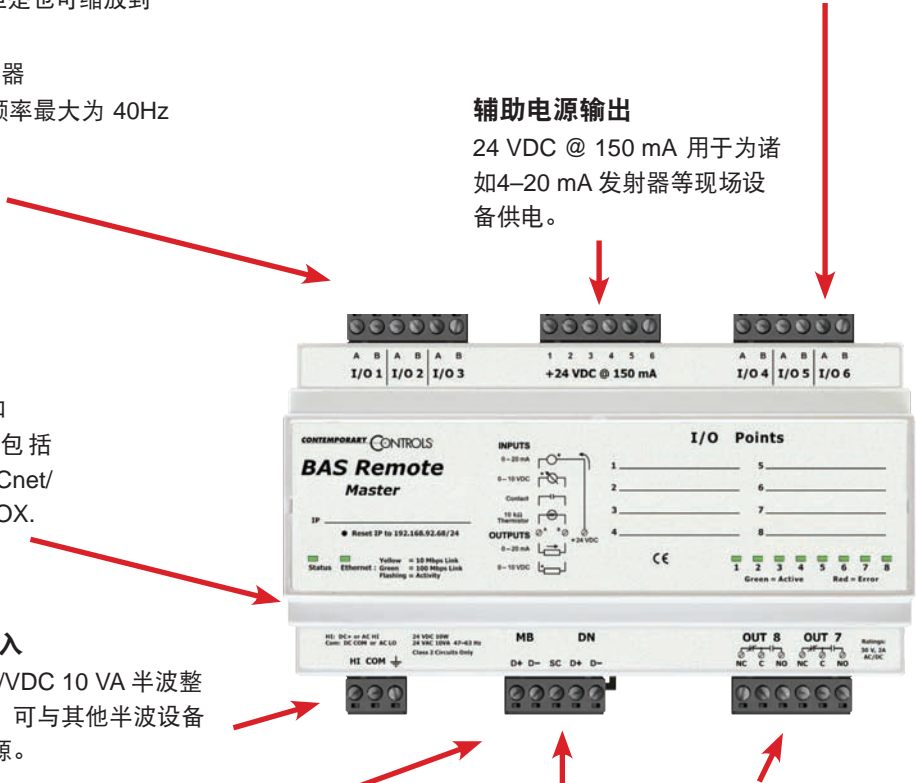 是也可缩放到
器
频率最大为 40Hz
辅助电源输出
24 VDC @ 150 mA 用于为诸
如4–20 mA 发射器等现场设
备供电。
A B A B A B
I/O 1 I/O 2 I/O 3
1 2 3 4 5 6
+24 VDC @ 150 mA
A B A B A B
I/O 4 I/O 5 I/O 6
包 括
Cnet/
OX.
CONTEMPORARY CONTROLS
BAS Remote
Master
IP
Reset IP to 192.168.92.68/24
Status Ethernet : Yellow = 10 Mbps Link
Green = 100 Mbps Link
Flashing = Activity
INPUTS
0 – 20 mA
0 – 10 VDC
Contact
10 kΩ
Thermistor
A B
+ 24 VDC
OUTPUTS
0 – 20 mA
0 – 10 VDC
I/O Points
1
2
3
4
5
6
7
8
CE
1 2 3 4 5 6 7 8
Green = Active Red = Error
入
/VDC 10 VA 半波整
可与其他半波设备
源。
HI: DC+ or AC HI
Com: DC COM or AC LO
24 VDC 10W
24 VAC 10VA 47–63 Hz
Class 2 Circuits Only
HI COM
MB DN
D+ D– SC D+ D–
OUT 8 OUT 7
NC C NO NC C NO
Ratings:
30 V, 2A
AC/DC